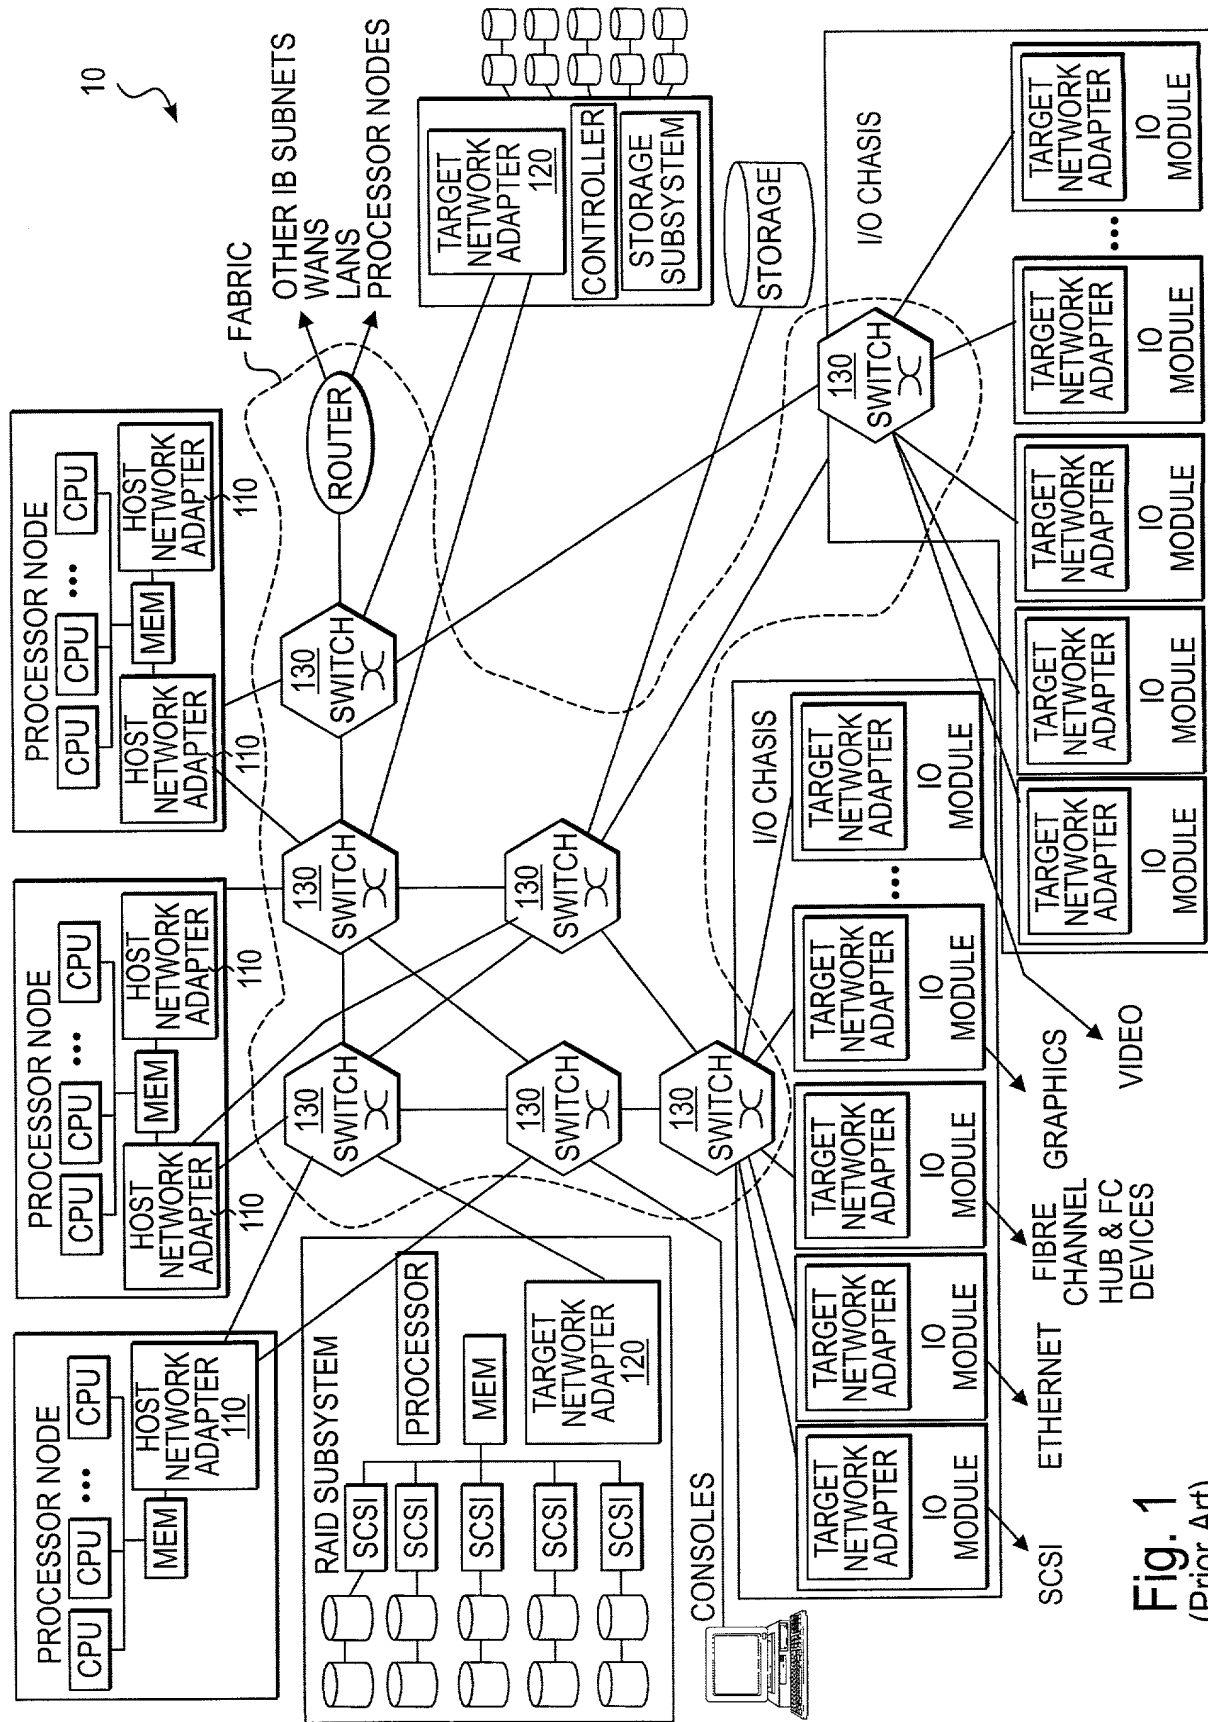 10
PROCESSOR NODE
CPU
CPU
...
CPU
MEM
HOST
NETWORK
ADAPTER
110
PROCESSOR NODE
CPU
CPU
...
CPU
HOST
NETWORK
ADAPTER
110
MEM
HOST
NETWORK
ADAPTER
110
PROCESSOR NODE
CPU
CPU
...
CPU
HOST
NETWORK
ADAPTER
110
MEM
HOST
NETWORK
ADAPTER
110
FABRIC
OTHER IB SUBNETS
WANS
LANS
PROCESSOR NODES
130
SWITCH
130
SWITCH
130
SWITCH
ROUTER
RAID SUBSYSTEM
SCSI
SCSI
SCSI
SCSI
SCSI
PROCESSOR
MEM
TARGET
NETWORK
ADAPTER
120
130
SWITCH
130
SWITCH
TARGET
NETWORK
ADAPTER
120
CONTROLLER
STORAGE
SUBSYSTEM
CONSOLES
130
SWITCH
STORAGE
I/O CHASIS
TARGET
NETWORK
ADAPTER
IO
MODULE
TARGET
NETWORK
ADAPTER
IO
MODULE
TARGET
NETWORK
ADAPTER
IO
MODULE
TARGET
NETWORK
ADAPTER
IO
MODULE
...
TARGET
NETWORK
ADAPTER
IO
MODULE
130
SWITCH
I/O CHASIS
TARGET
NETWORK
ADAPTER
IO
MODULE
TARGET
NETWORK
ADAPTER
IO
MODULE
TARGET
NETWORK
ADAPTER
IO
MODULE
TARGET
NETWORK
ADAPTER
IO
MODULE
...
TARGET
NETWORK
ADAPTER
IO
MODULE
SCSI
ETHERNET
FIBRE
CHANNEL
HUB & FC
DEVICES
GRAPHICS
VIDEO
Fig. 1
(Prior Art)